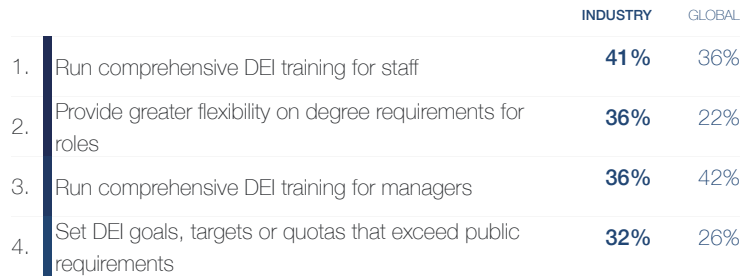 INDUSTRY GLOBAL
1. Run comprehensive DEI training for staff 41% 36%
2. Provide greater flexibility on degree requirements for
roles 36% 22%
3. Run comprehensive DEI training for managers 36% 42%
4. Set DEI goals, targets or quotas that exceed public
requirements 32% 26%